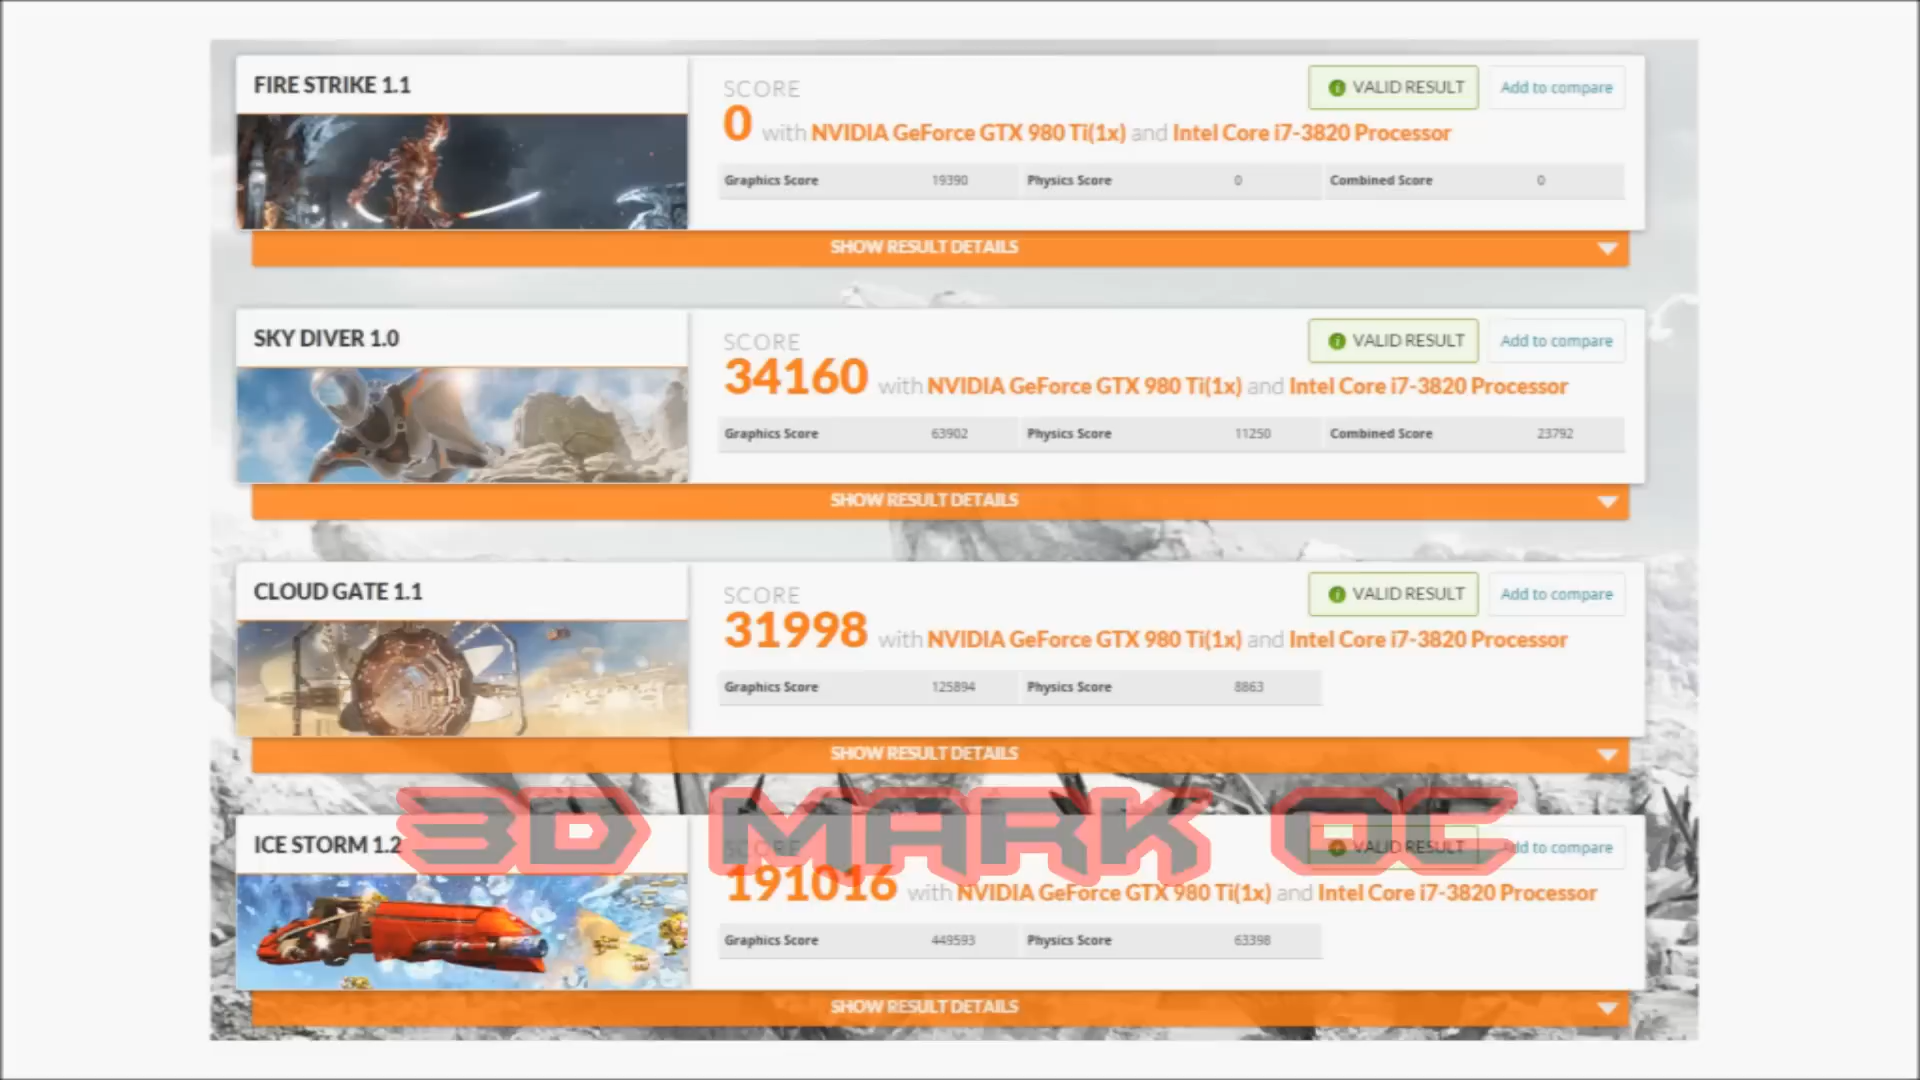 FIRE STRIKE 1.1
SCORE
VALID RESULT
Add to compare
0 with NVIDIA GeForce GTX 980 Ti(1x) and Intel Core i7-3820 Processor
Graphics Score 19390 Physics Score 0 Combined Score 0
SHOW RESULT DETAILS
SKY DIVER 1.0
SCORE
VALID RESULT
Add to compare
34160 with NVIDIA GeForce GTX 980 Ti(1x) and Intel Core i7-3820 Processor
Graphics Score 63902 Physics Score 11250 Combined Score 23792
SHOW RESULT DETAILS
CLOUD GATE 1.1
SCORE
VALID RESULT
Add to compare
31998 with NVIDIA GeForce GTX 980 Ti(1x) and Intel Core i7-3820 Processor
Graphics Score 125894 Physics Score 8863
SHOW RESULT DETAILS
3D MARK OC
ICE STORM 1.2
SCORE
VALID RESULT
Add to compare
191016 with NVIDIA GeForce GTX 980 Ti(1x) and Intel Core i7-3820 Processor
Graphics Score 449593 Physics Score 63398
SHOW RESULT DETAILS